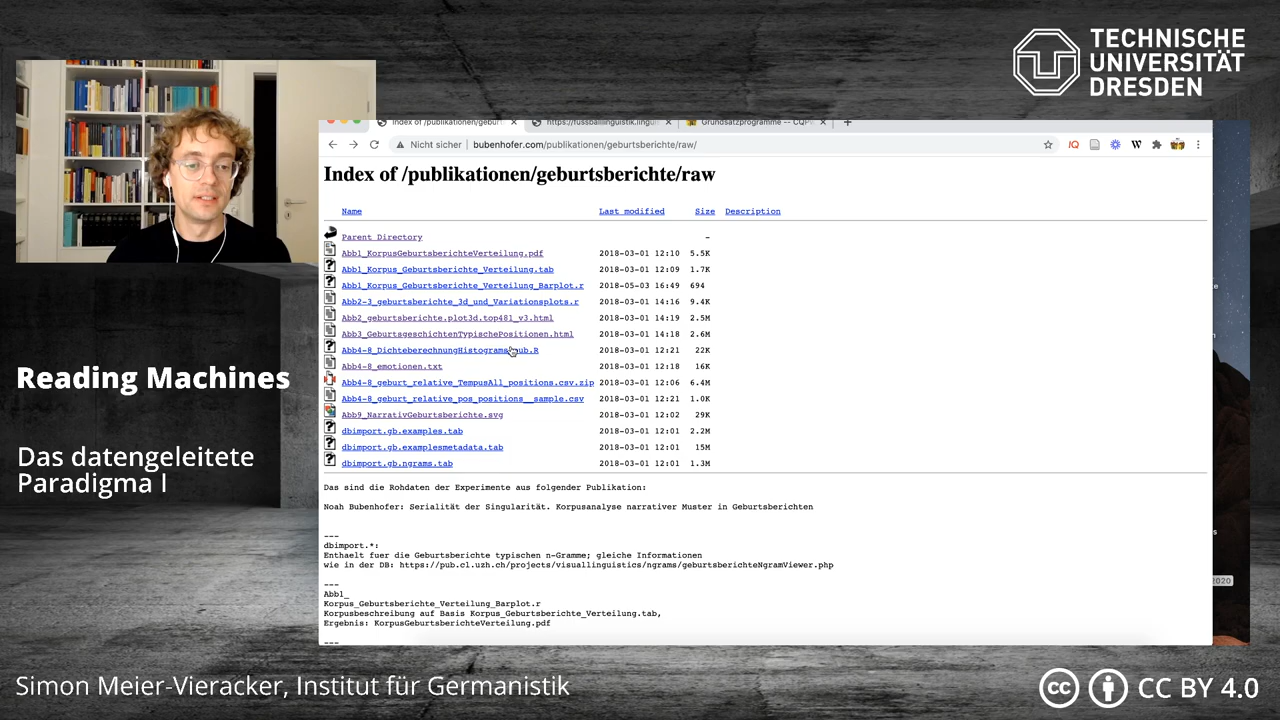 TECHNISCHE
UNIVERSITÄT
DRESDEN
Index of /publikationen/geburt
https://fussballlinguistik.lingui
Grundsatzprogramme -- CQPw
Nicht sicher | bubenhofer.com/publikationen/geburtsberichte/raw/
Index of /publikationen/geburtsberichte/raw
Name Last modified Size Description
Parent Directory -
Abb1_KorpusGeburtsberichteVerteilung.pdf 2018-03-01 12:10 5.5K
Abb1_Korpus_Geburtsberichte_Verteilung.tab 2018-03-01 12:09 1.7K
Abb1_Korpus_Geburtsberichte_Verteilung_Barplot.r 2018-05-03 16:49 694
Abb2-3_geburtsberichte_3d_und_Variationsplots.r 2018-03-01 14:16 9.4K
Abb2_geburtsberichte.plot3d.top481_v3.html 2018-03-01 14:19 2.5M
Abb3_GeburtsgeschichtenTypischePositionen.html 2018-03-01 14:18 2.6M
Abb4-8_DichteberechnungHistograms_pub.R 2018-03-01 12:21 22K
Abb4-8_emotionen.txt 2018-03-01 12:18 16K
Abb4-8_geburt_relative_TempusAll_positions.csv.zip 2018-03-01 12:06 6.4M
Abb4-8_geburt_relative_pos_positions__sample.csv 2018-03-01 12:21 1.0K
Abb9_NarrativGeburtsberichte.svg 2018-03-01 12:02 29K
dbimport.gb.examples.tab 2018-03-01 12:01 2.2M
dbimport.gb.examplesmetadata.tab 2018-03-01 12:01 15M
dbimport.gb.ngrams.tab 2018-03-01 12:01 1.3M
Das sind die Rohdaten der Experimente aus folgender Publikation:
Noah Bubenhofer: Serialität der Singularität. Korpusanalyse narrativer Muster in Geburtsberichten
---
dbimport.*:
Enthaelt fuer die Geburtsberichte typischen n-Gramme; gleiche Informationen
wie in der DB: https://pub.cl.uzh.ch/projects/visuallinguistics/ngrams/geburtsberichteNgramViewer.php
---
Abb1_
Korpus_Geburtsberichte_Verteilung_Barplot.r
Korpusbeschreibung auf Basis Korpus_Geburtsberichte_Verteilung.tab,
Ergebnis: KorpusGeburtsberichteVerteilung.pdf
---
2020
Reading Machines
Das datengeleitete
Paradigma I
Simon Meier-Vieracker, Institut für Germanistik
cc CC BY 4.0